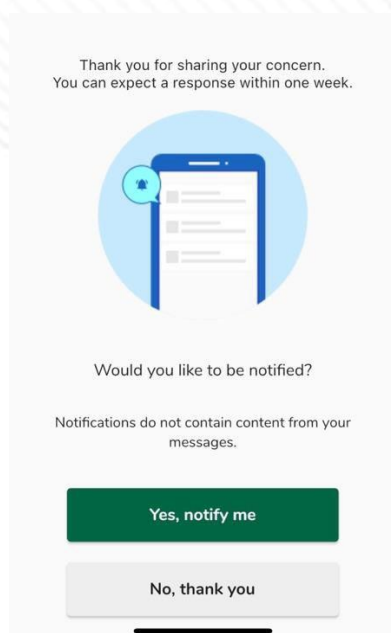 Thank you for sharing your concern.
You can expect a response within one week.
Would you like to be notified?
Notifications do not contain content from your
messages.
Yes, notify me
No, thank you